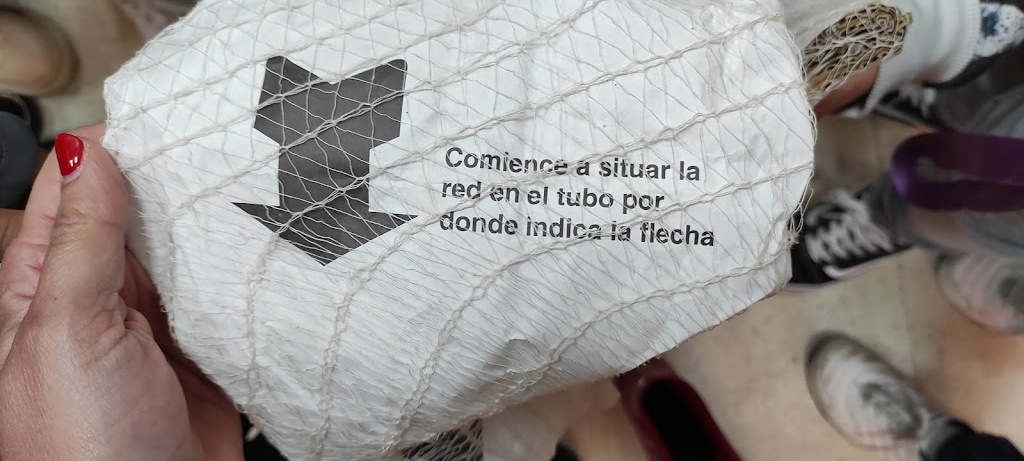 Comience a situar la
red en el tubo por
donde indica la flecha